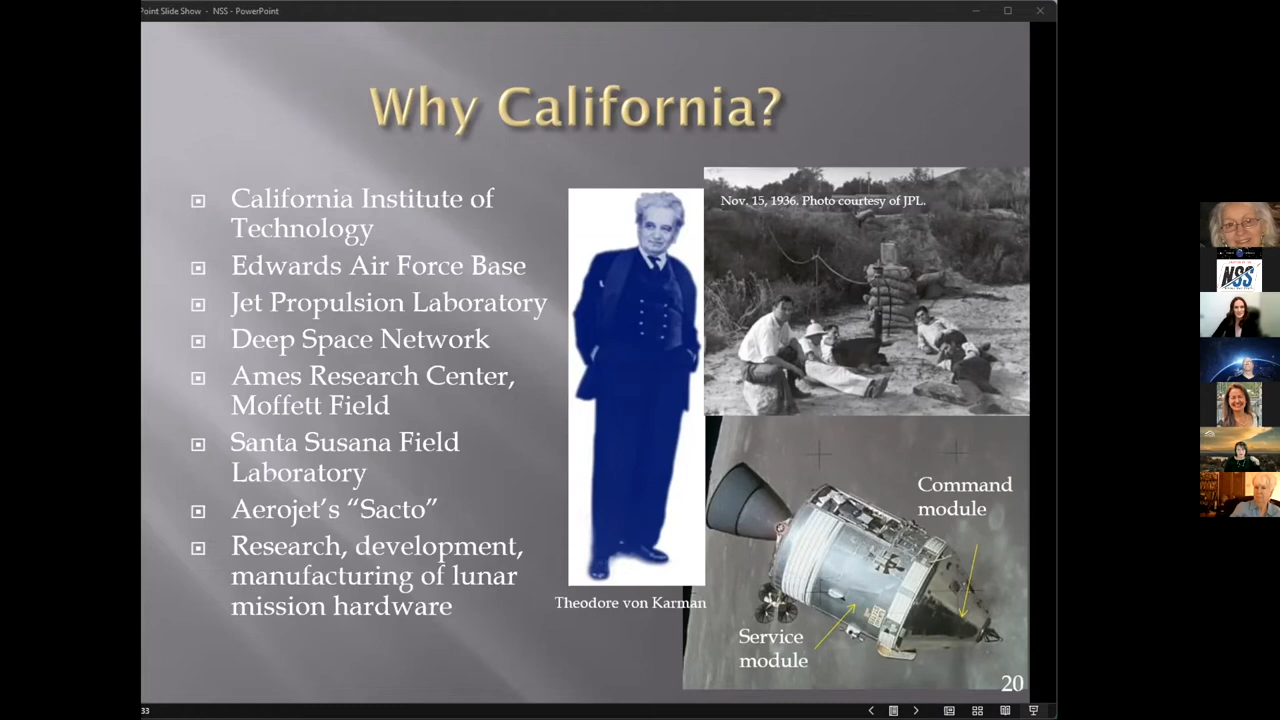 Point Slide Show - NSS - PowerPoint
Why California?
California Institute of
Technology
Edwards Air Force Base
Jet Propulsion Laboratory
Deep Space Network
Ames Research Center,
Moffett Field
Santa Susana Field
Laboratory
Aerojet’s “Sacto”
Research, development,
manufacturing of lunar
mission hardware
Nov. 15, 1936. Photo courtesy of JPL.
Theodore von Karman
Command
module
Service
module
20
33
NSS